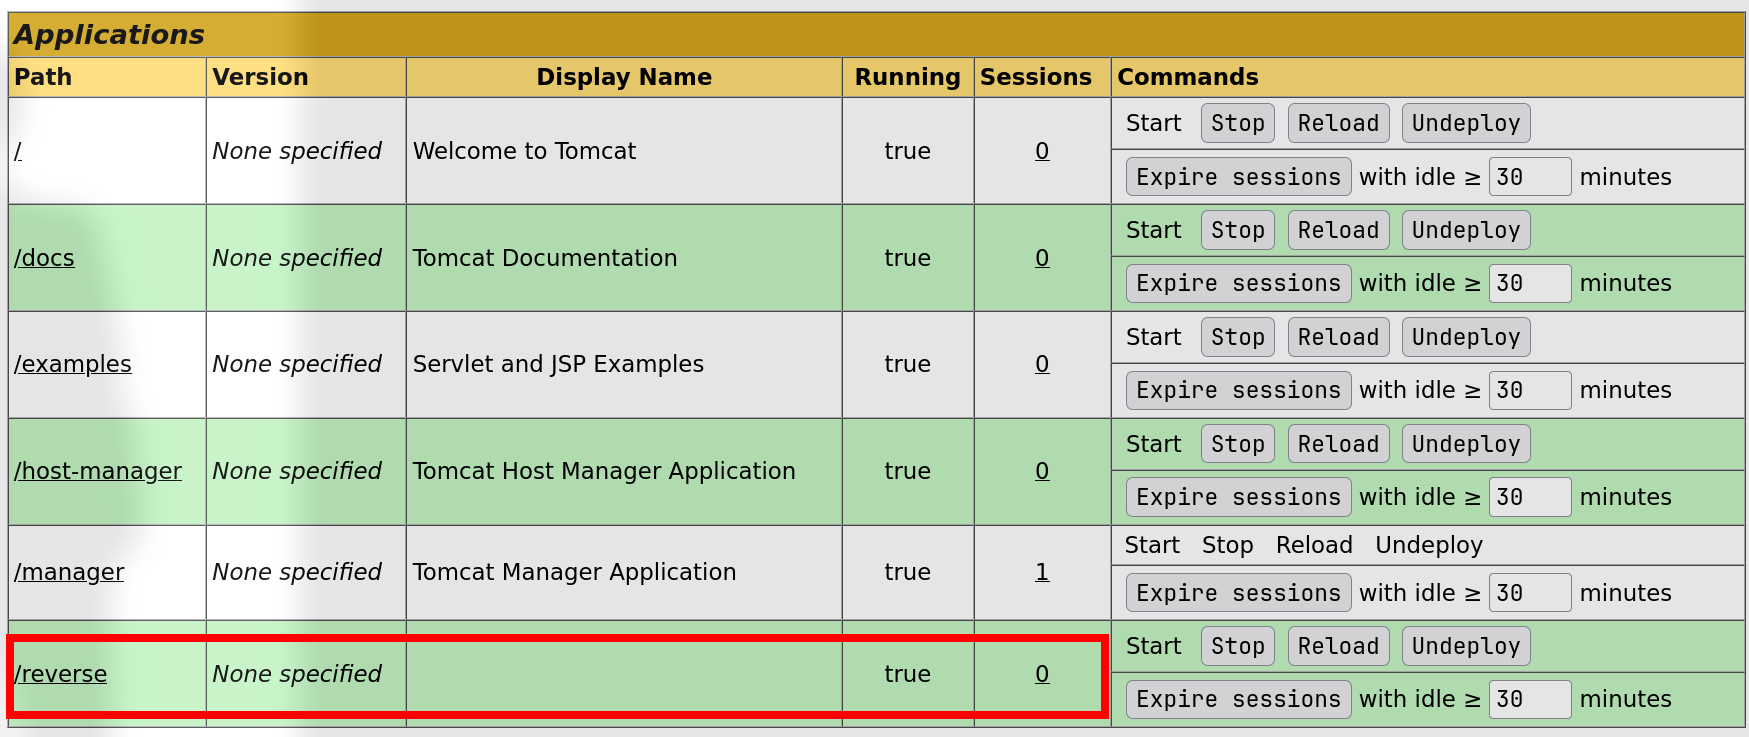 Applications
Path Version Display Name Running Sessions Commands
/ None specified Welcome to Tomcat true 0 Start Stop Reload Undeploy
Expire sessions with idle ≥ 30 minutes
/docs None specified Tomcat Documentation true 0 Start Stop Reload Undeploy
Expire sessions with idle ≥ 30 minutes
/examples None specified Servlet and JSP Examples true 0 Start Stop Reload Undeploy
Expire sessions with idle ≥ 30 minutes
/host-manager None specified Tomcat Host Manager Application true 0 Start Stop Reload Undeploy
Expire sessions with idle ≥ 30 minutes
/manager None specified Tomcat Manager Application true 1 Start Stop Reload Undeploy
Expire sessions with idle ≥ 30 minutes
/reverse None specified true 0 Start Stop Reload Undeploy
Expire sessions with idle ≥ 30 minutes